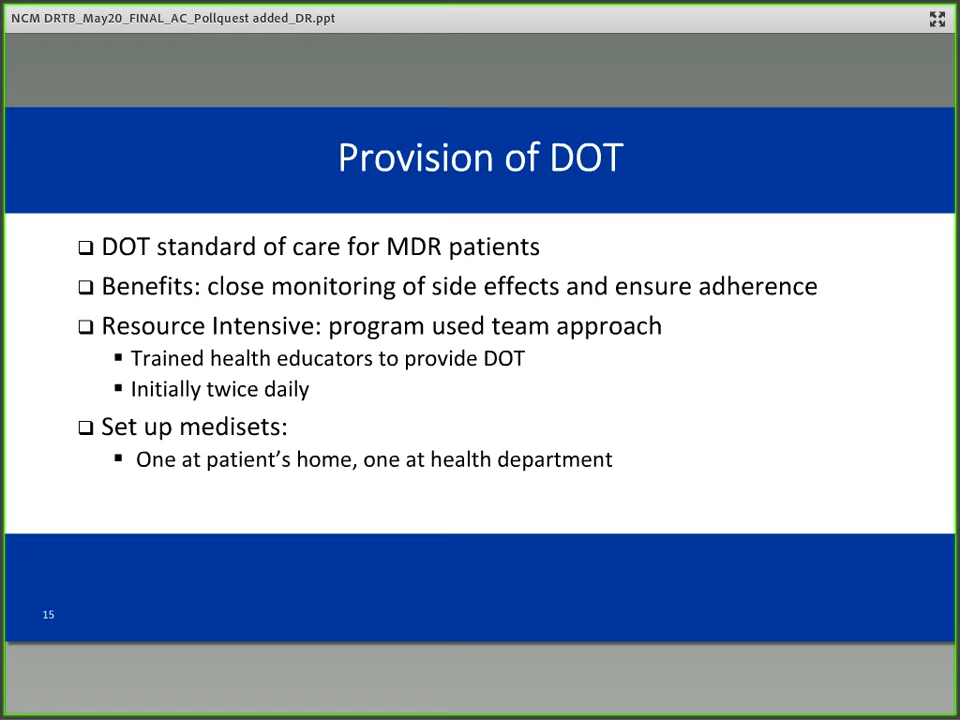 NCM DRTB_May20_FINAL_AC_Pollquest added_DR.ppt
Provision of DOT
DOT standard of care for MDR patients
Benefits: close monitoring of side effects and ensure adherence
Resource Intensive: program used team approach
Trained health educators to provide DOT
Initially twice daily
Set up medisets:
One at patient’s home, one at health department
15